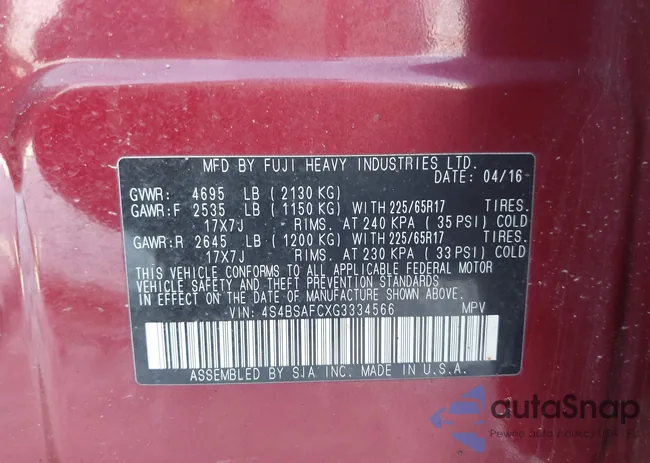 MFD BY FUJI HEAVY INDUSTRIES LTD.
DATE: 04/16
GVWR: 4695 LB (2130 KG)
GAWR:F 2535 LB (1150 KG) WITH 225/65R17 TIRES.
17X7J RIMS. AT 240 KPA (35 PSI) COLD
GAWR:R 2645 LB (1200 KG) WITH 225/65R17 TIRES.
17X7J RIMS. AT 230 KPA (33 PSI) COLD
THIS VEHICLE CONFORMS TO ALL APPLICABLE FEDERAL MOTOR
VEHICLE SAFETY AND THEFT PREVENTION STANDARDS
IN EFFECT ON THE DATE OF MANUFACTURE SHOWN ABOVE.
VIN: 4S4BSAFCXG3334566 MPV
ASSEMBLED BY SIA INC. MADE IN U.S.A.
autoSnap
Pewne auta z